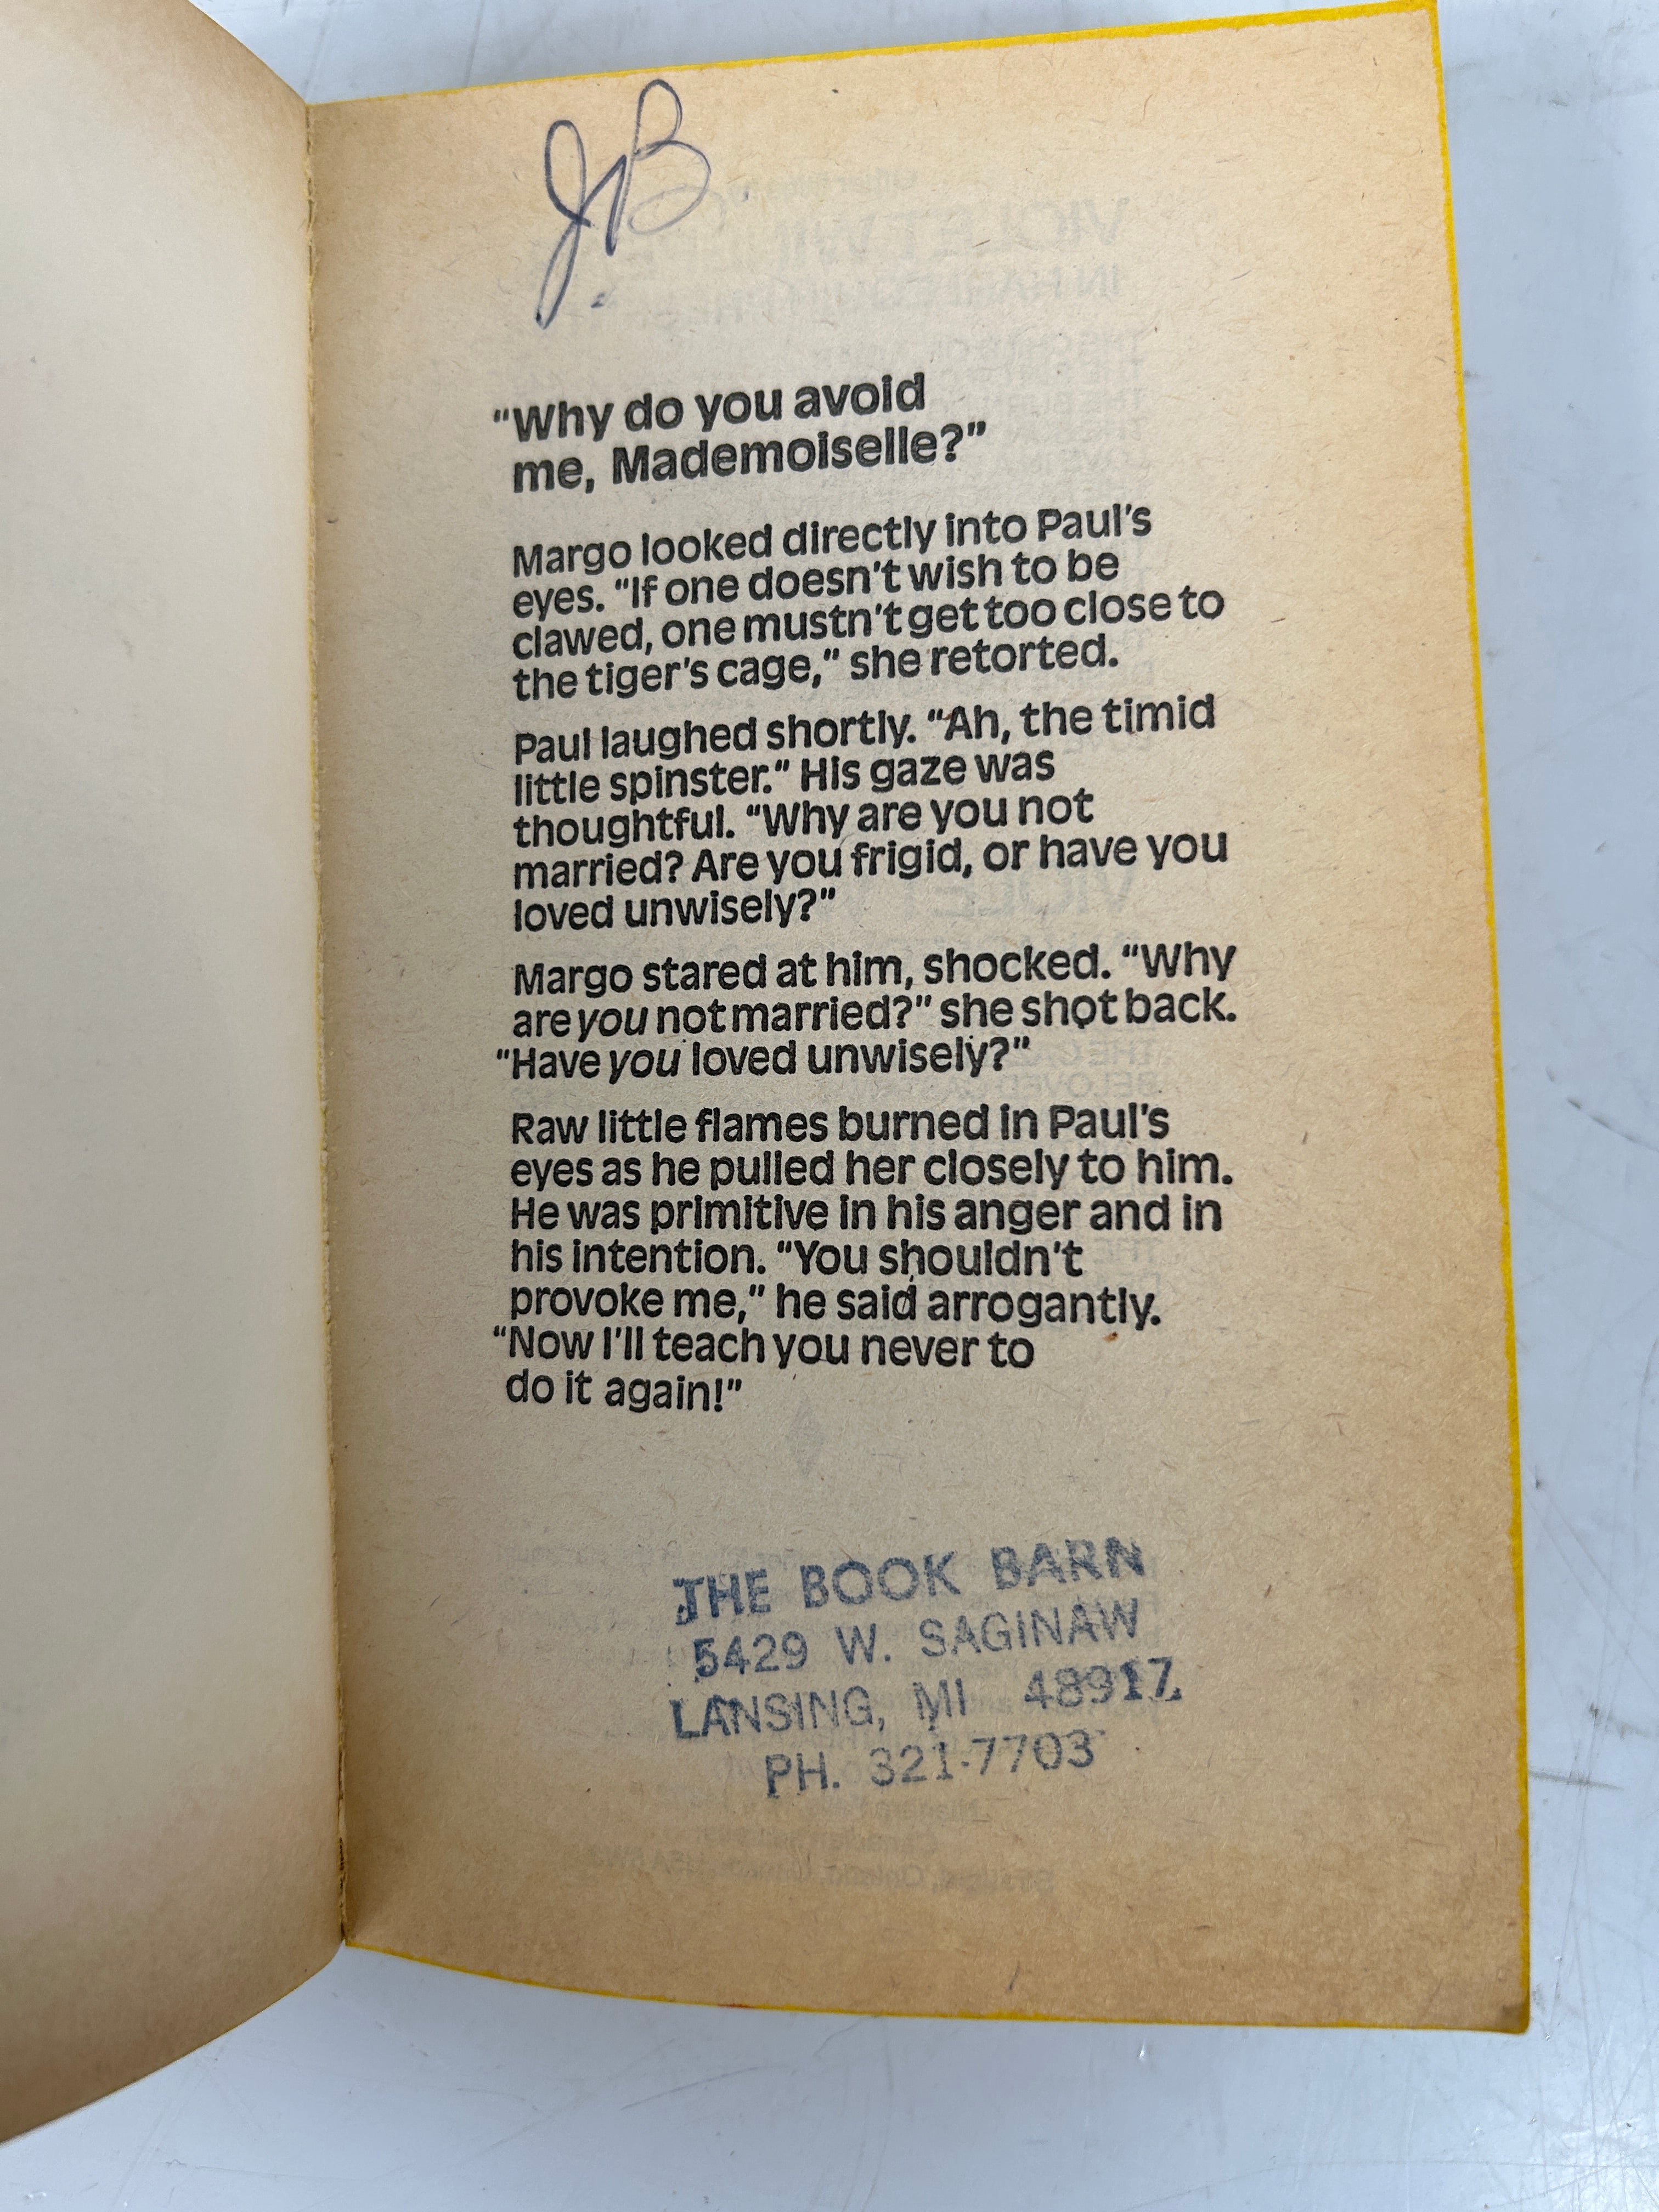 J.B.
“Why do you avoid
me, Mademoiselle?”
Margo looked directly into Paul’s
eyes. “If one doesn’t wish to be
clawed, one mustn’t get too close to
the tiger’s cage,” she retorted.
Paul laughed shortly. “Ah, the timid
little spinster.” His gaze was
thoughtful. “Why are you not
married? Are you frigid, or have you
loved unwisely?”
Margo stared at him, shocked. “Why
are you not married?” she shot back.
“Have you loved unwisely?”
Raw little flames burned in Paul’s
eyes as he pulled her closely to him.
He was primitive in his anger and in
his intention. “You shouldn’t
provoke me,” he said arrogantly.
“Now I’ll teach you never to
do it again!”
THE BOOK BARN
5429 W. SAGINAW
LANSING, MI 48917
PH. 321-7703